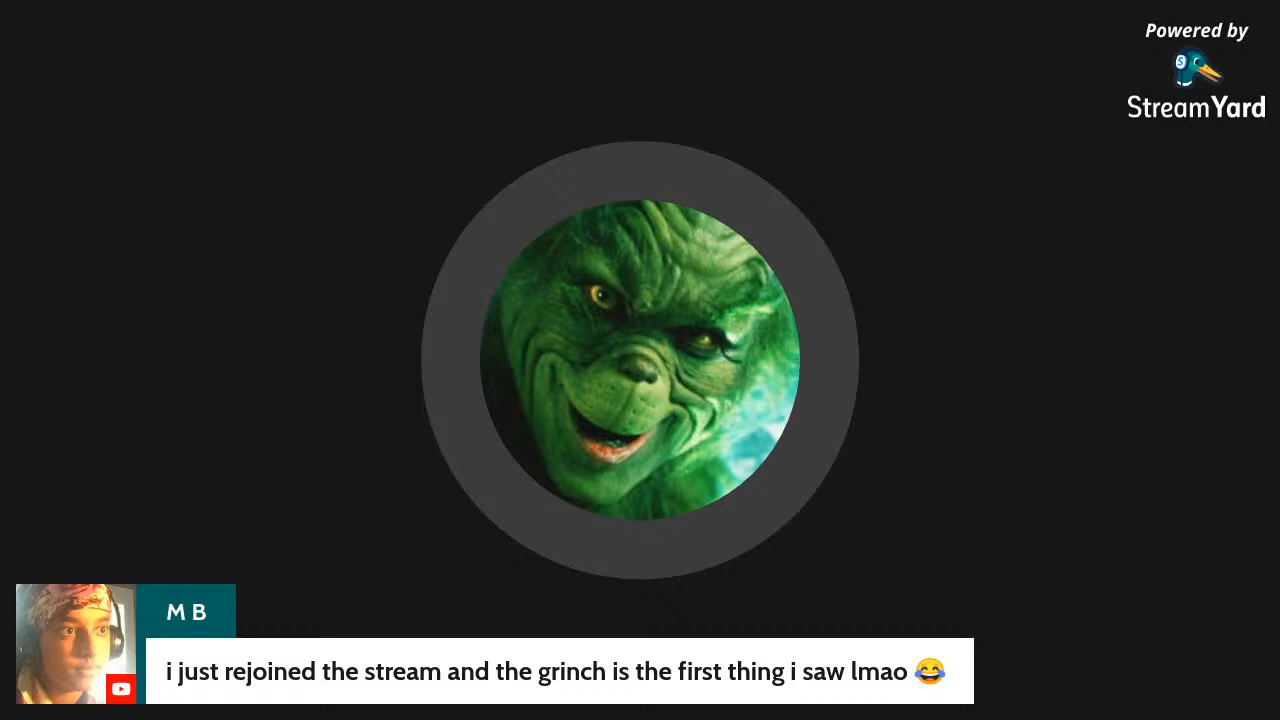 Powered by
StreamYard
M B
i just rejoined the stream and the grinch is the first thing i saw lmao 😂